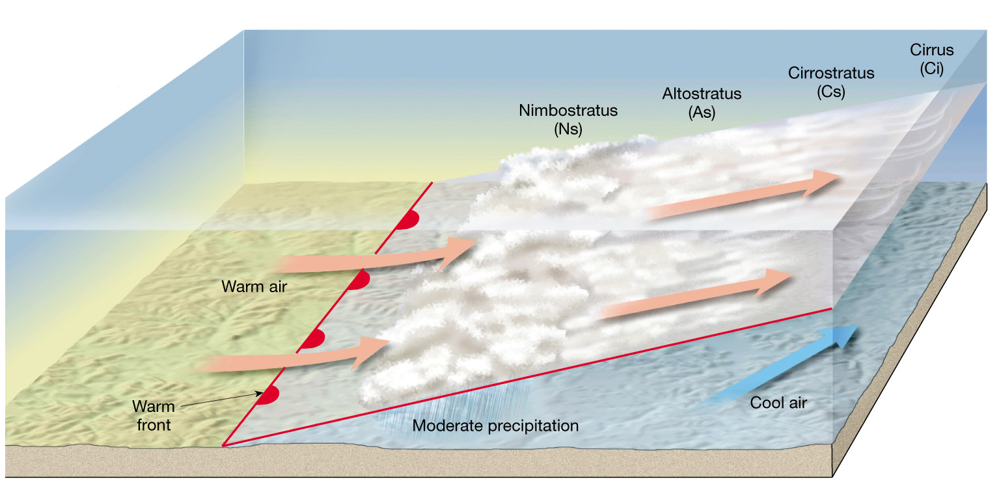 Cirrus
(Ci)
Cirrostratus
(Cs)
Altostratus
(As)
Nimbostratus
(Ns)
Warm air
Warm
front
Cool air
Moderate precipitation